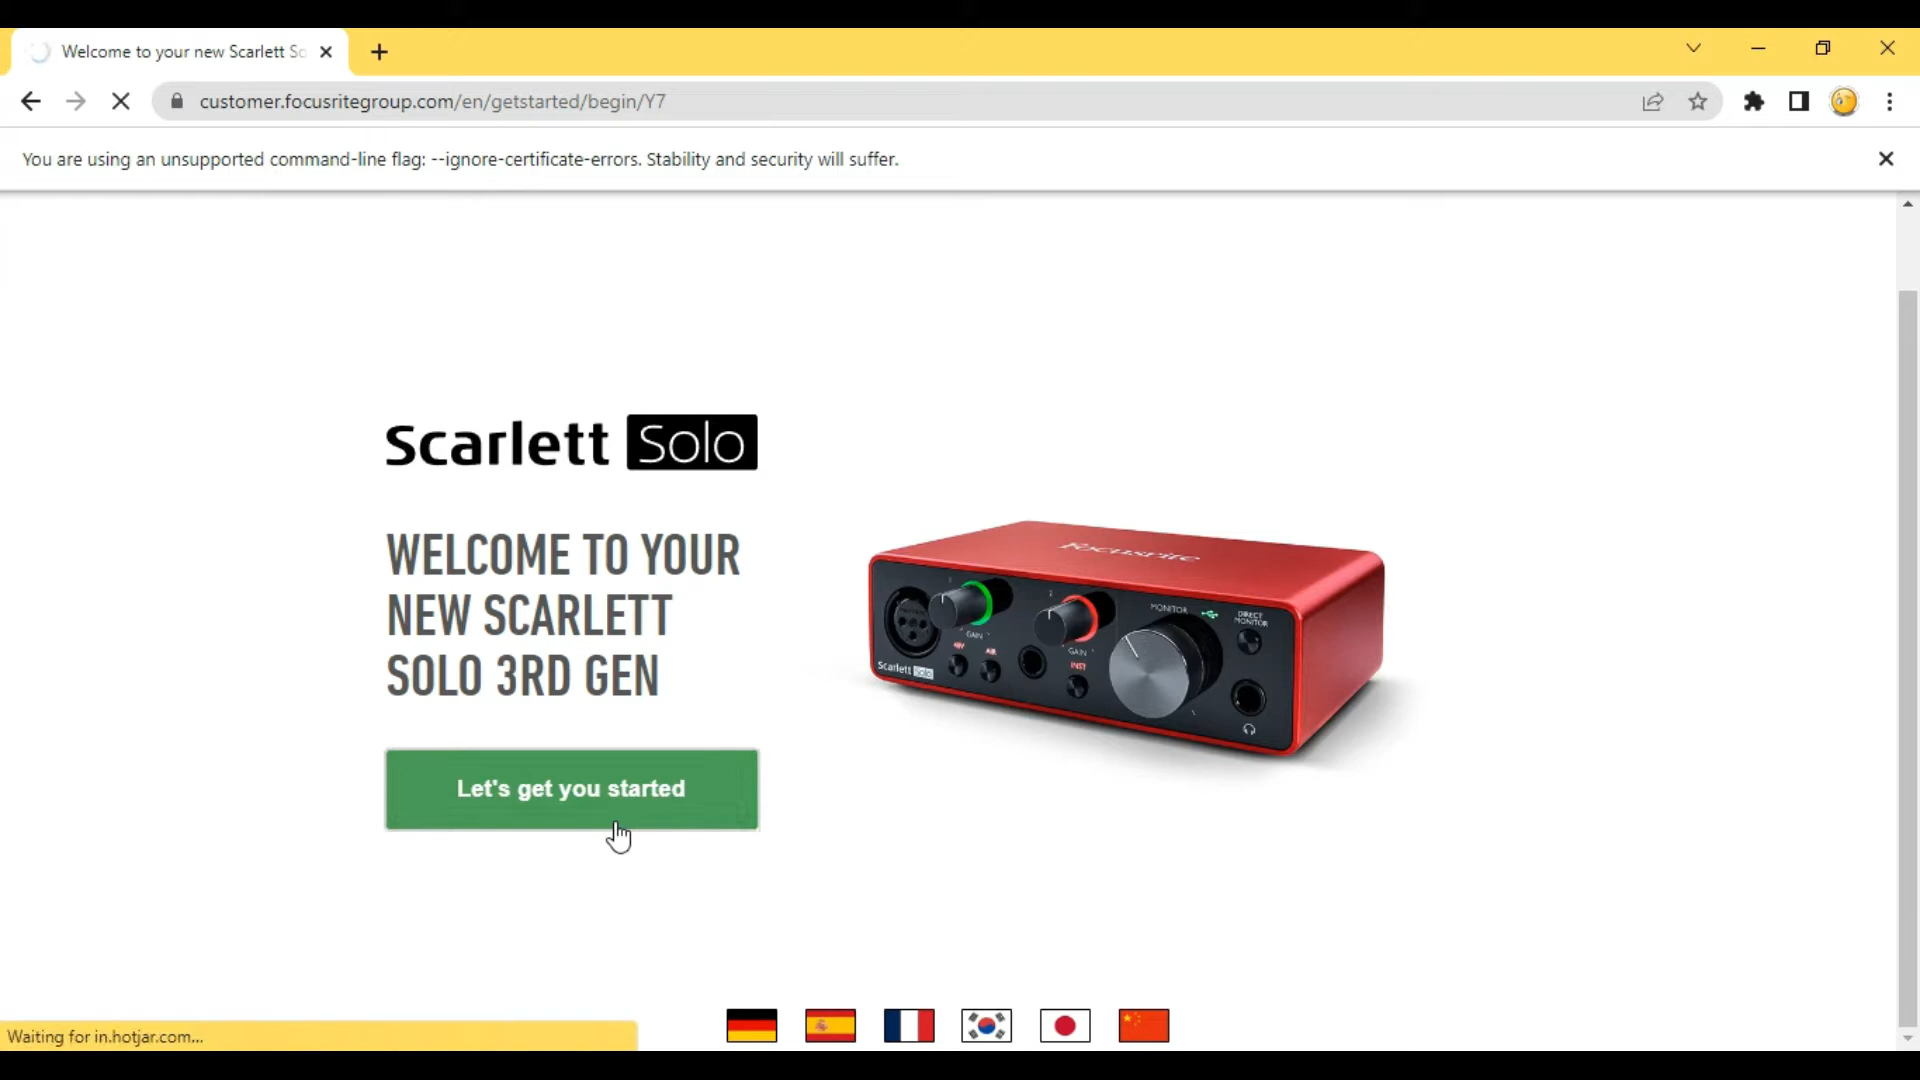 Welcome to your new Scarlett So
customer.focusritegroup.com/en/getstarted/begin/Y7
You are using an unsupported command-line flag: --ignore-certificate-errors. Stability and security will suffer.
Scarlett Solo
WELCOME TO YOUR
NEW SCARLETT
SOLO 3RD GEN
Let's get you started
Focusrite
1
2
MONITOR
DIRECT
MONITOR
GAIN
GAIN
48V
AIR
INST
Scarlett Solo
Waiting for in.hotjar.com...